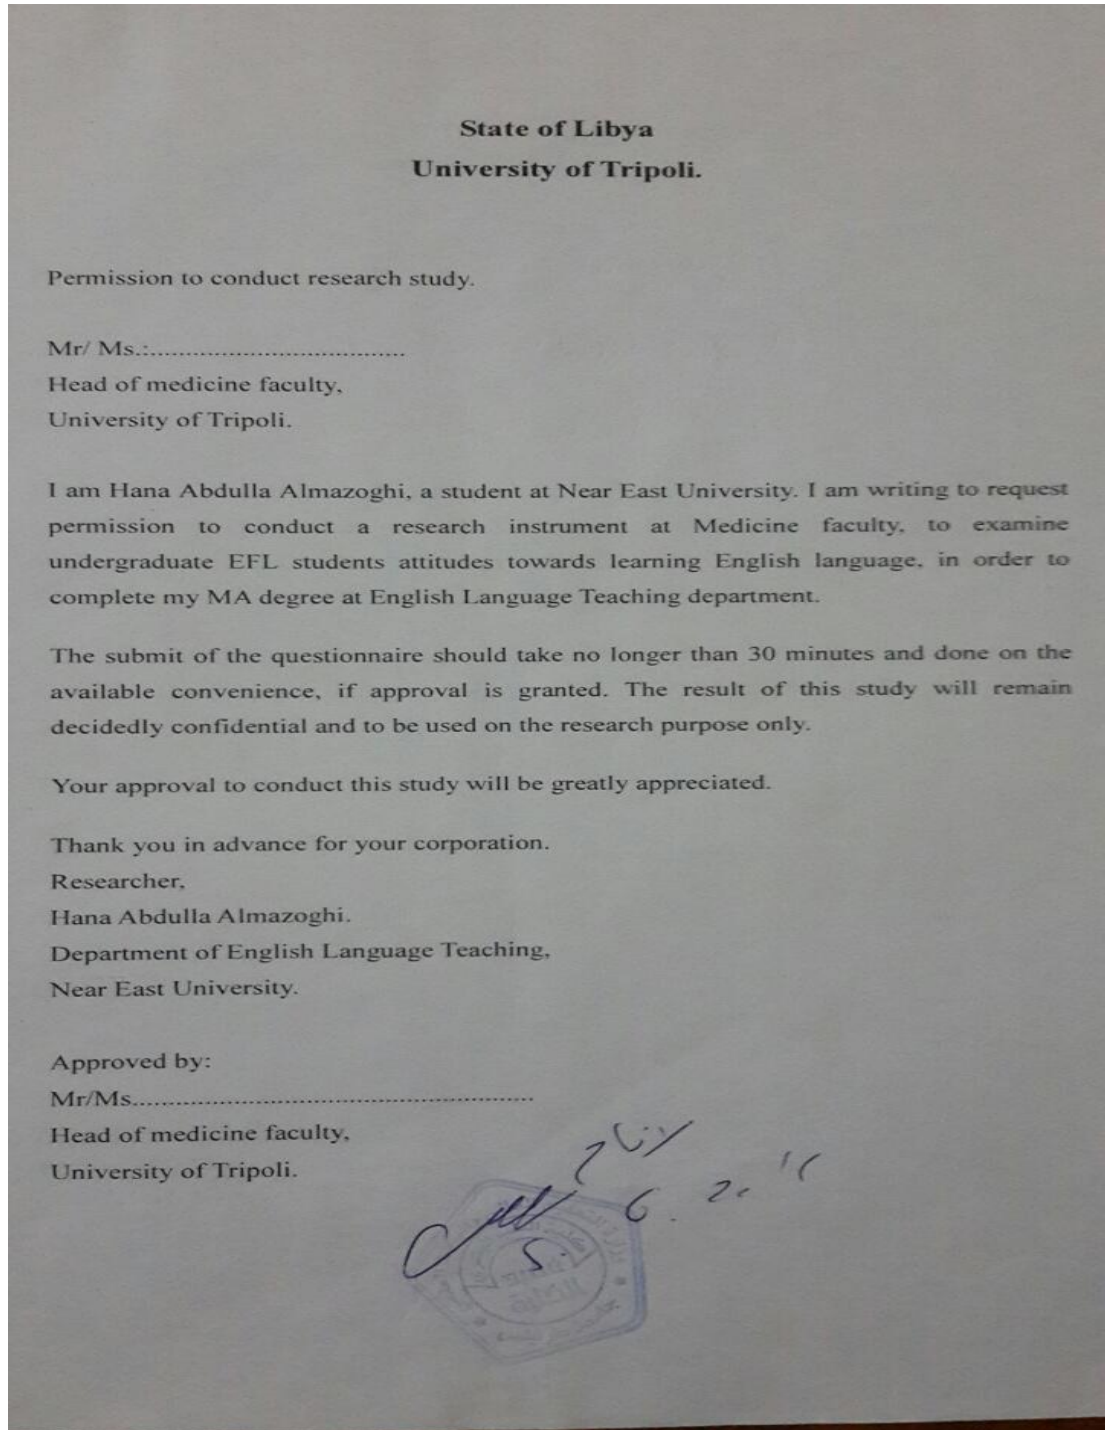 State of Libya
University of Tripoli.
Permission to conduct research study.
Mr/ Ms.:....................................
Head of medicine faculty,
University of Tripoli.
I am Hana Abdulla Almazoghi, a student at Near East University. I am writing to request
permission to conduct a research instrument at Medicine faculty, to examine
undergraduate EFL students attitudes towards learning English language, in order to
complete my MA degree at English Language Teaching department.
The submit of the questionnaire should take no longer than 30 minutes and done on the
available convenience, if approval is granted. The result of this study will remain
decidedly confidential and to be used on the research purpose only.
Your approval to conduct this study will be greatly appreciated.
Thank you in advance for your corporation.
Researcher,
Hana Abdulla Almazoghi.
Department of English Language Teaching,
Near East University.
Approved by:
Mr/Ms........................................................
Head of medicine faculty,
University of Tripoli.